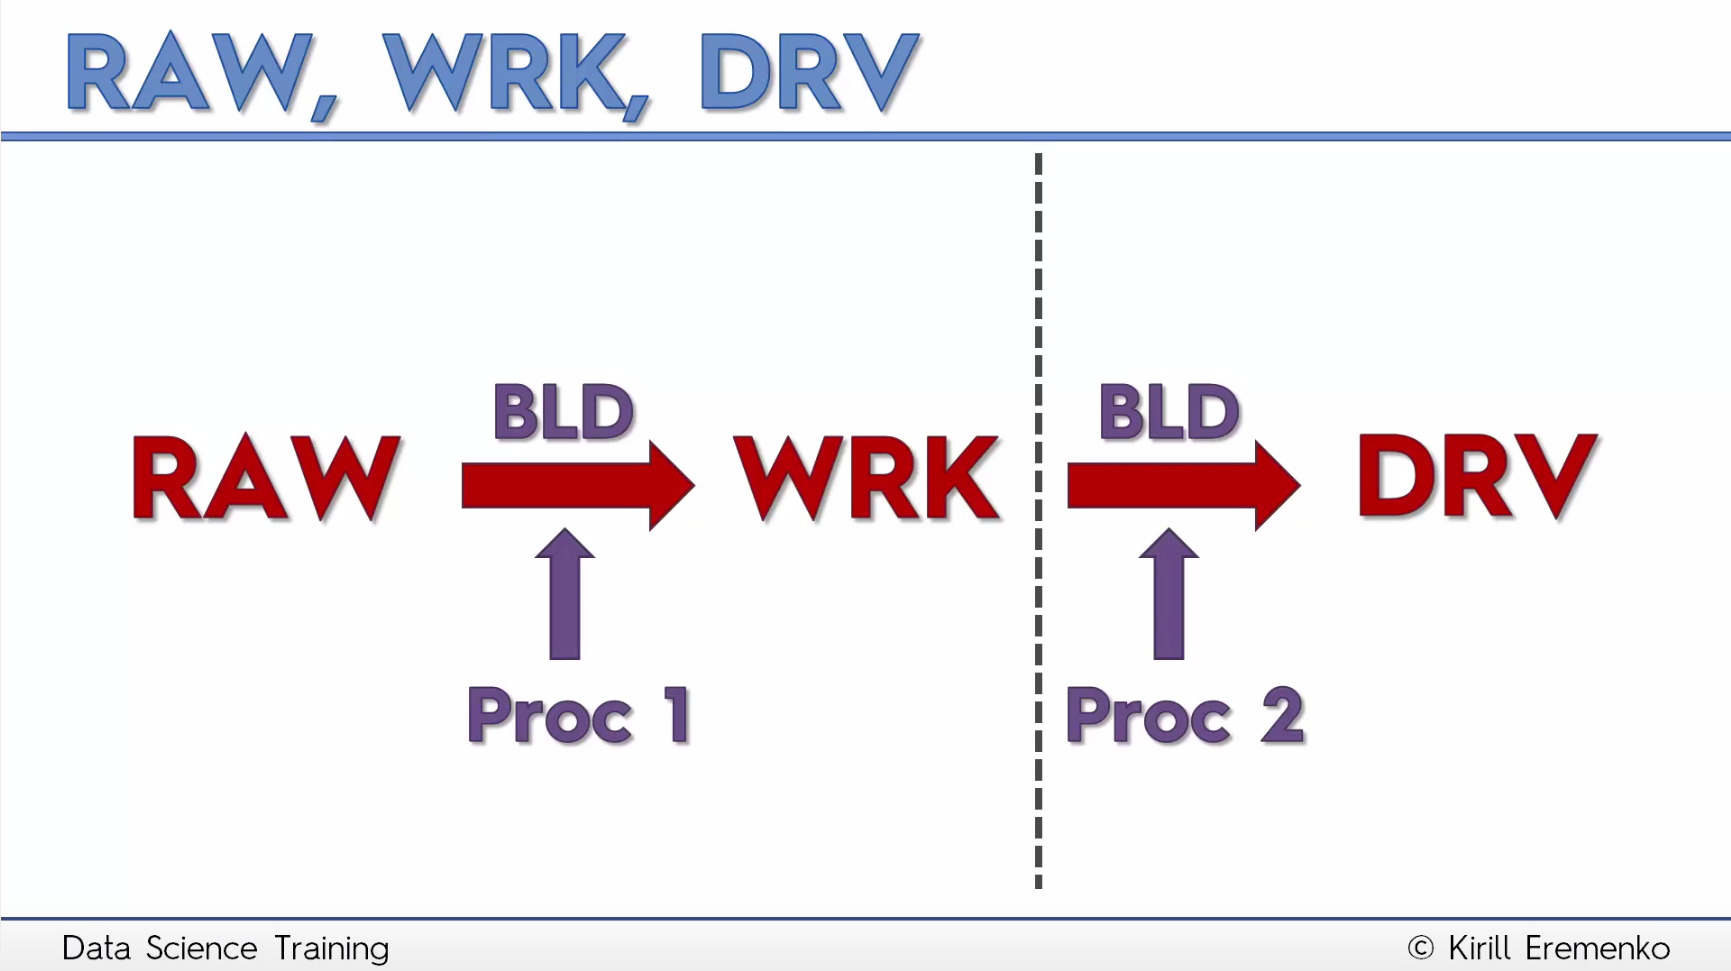 RAW, WRK, DRV
BLD
BLD
RAW
WRK
DRV
Proc 1
Proc 2
Data Science Training
© Kirill Eremenko